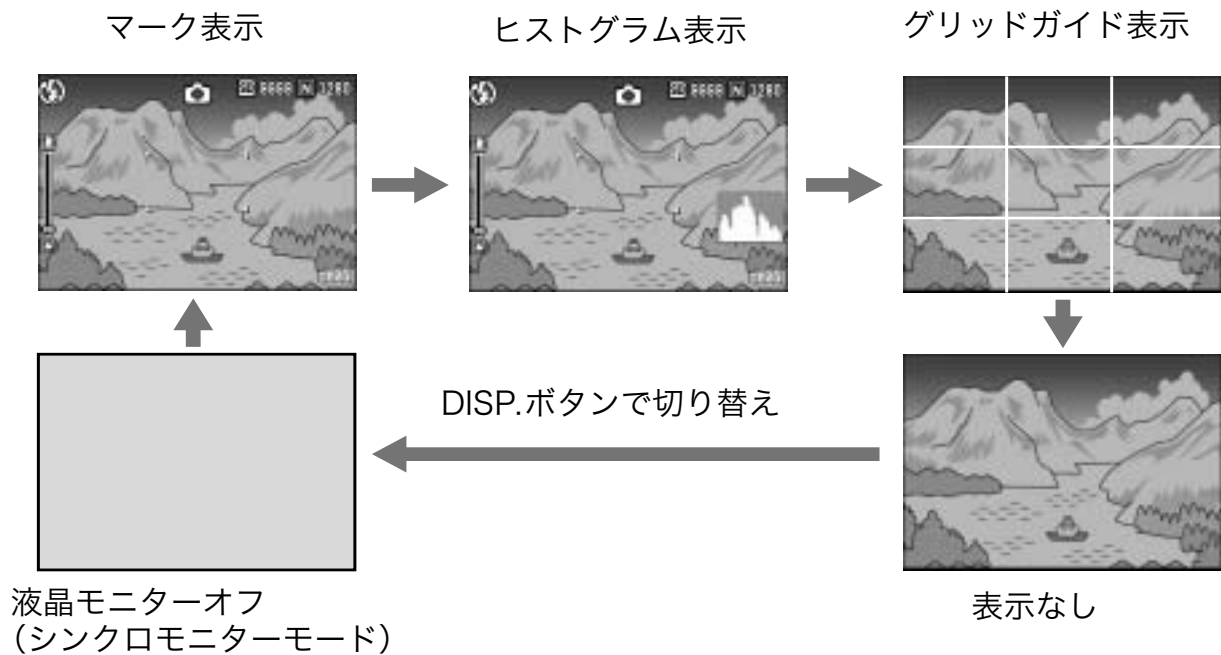 マーク表示
ヒストグラム表示
グリッドガイド表示
DISP.ボタンで切り替え
液晶モニターオフ
（シンクロモニターモード）
表示なし